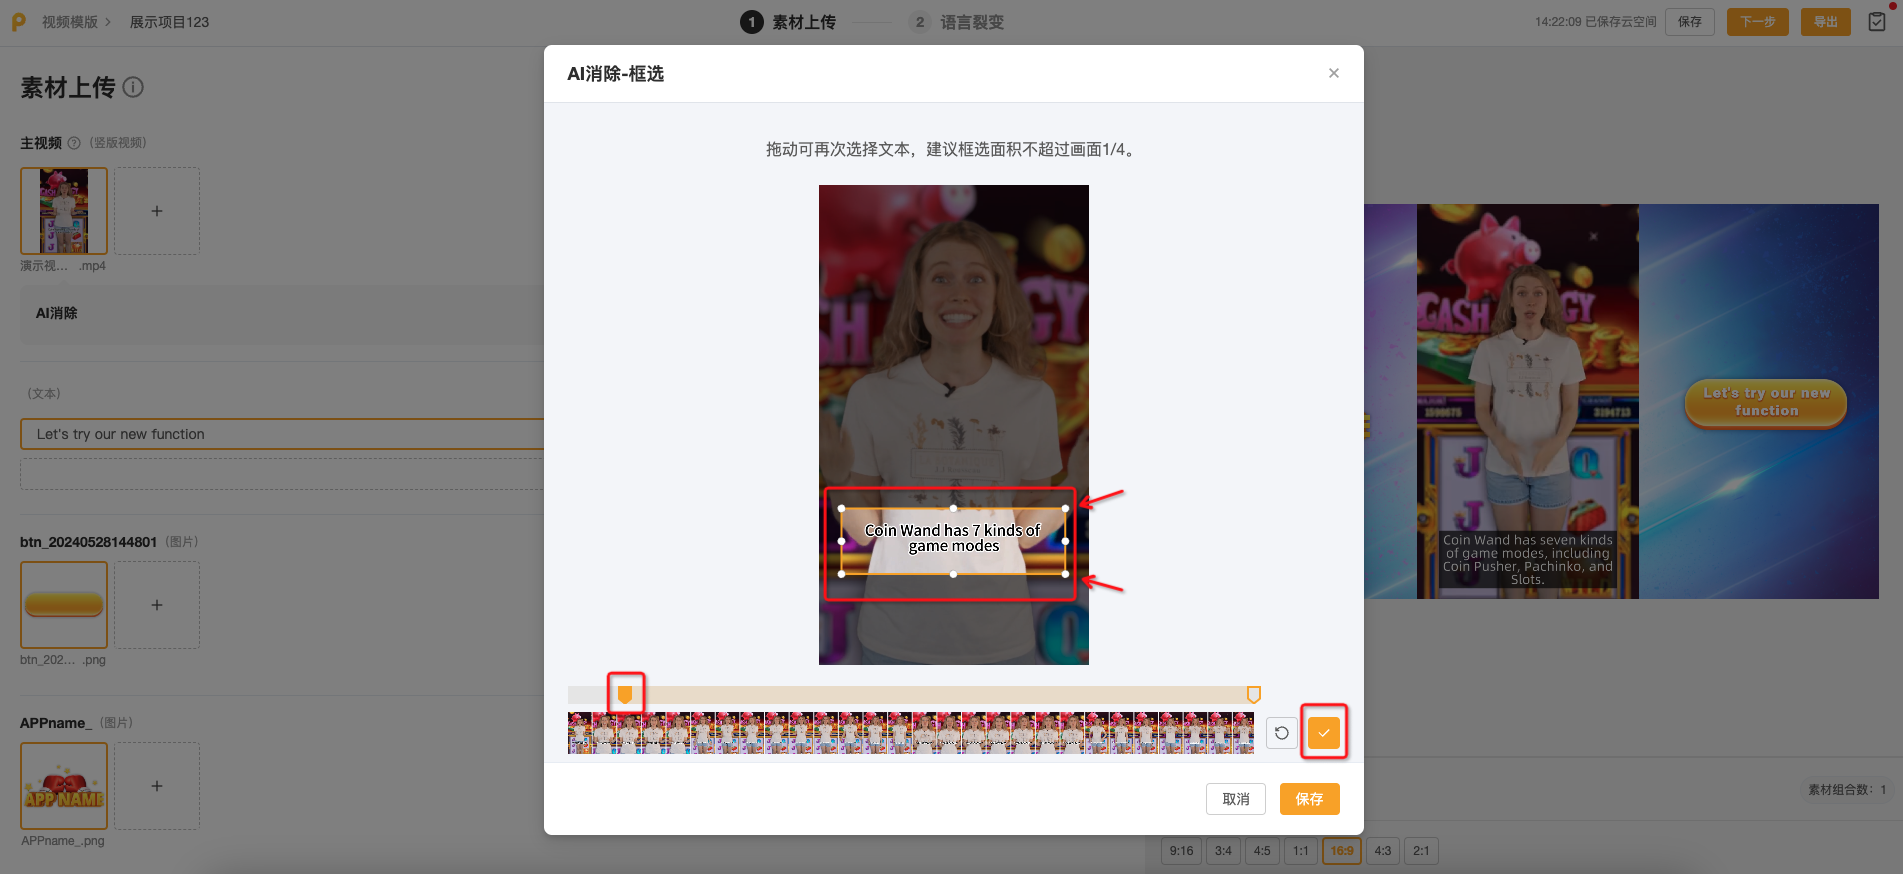 视频模版
展示项目123
1 素材上传
2 语言裂变
14:22:09 已保存云空间
保存
下一步
导出
素材上传
主视频 (竖版视频)
演示视... .mp4
AI消除
(文本)
Let's try our new function
btn_20240528144801 (图片)
btn_202... .png
APPname_ (图片)
APP NAME
APPname_.png
AI消除-框选
拖动可再次选择文本，建议框选面积不超过画面1/4。
Coin Wand has 7 kinds of
game modes
取消
保存
CASH
GY
1599675
3194713
J
Q
Coin Wand has seven kinds
of game modes, including
Coin Pusher, Pachinko, and
Slots.
Let's try our new
function
素材组合数：1
9:16
3:4
4:5
1:1
16:9
4:3
2:1